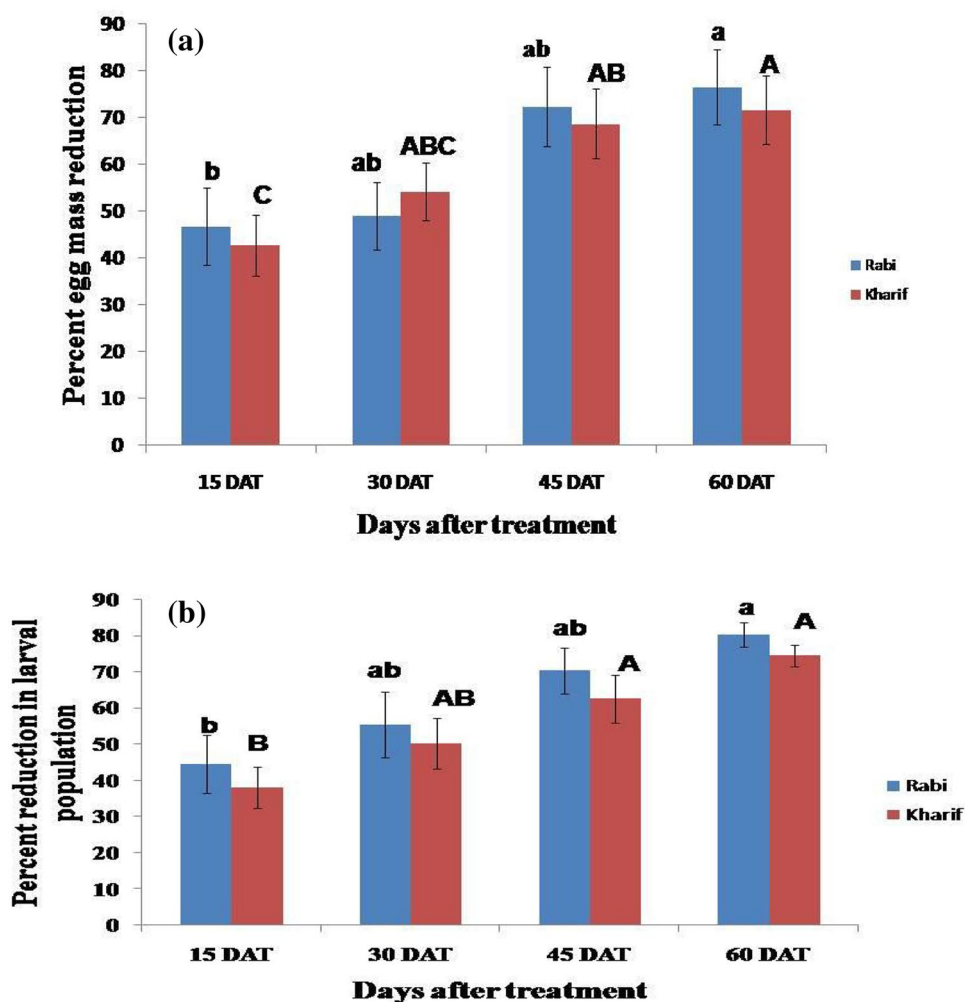 (a)
Percent egg mass reduction
90
80
70
60
50
40
30
20
10
0
b
C
ab
ABC
ab
AB
a
A
15 DAT
30 DAT
45 DAT
60 DAT
Days after treatment
Rabi
Kharif
(b)
Percent reduction in larval
population
90
80
70
60
50
40
30
20
10
0
b
B
ab
AB
ab
A
a
A
15 DAT
30 DAT
45 DAT
60 DAT
Days after treatment
Rabi
Kharif